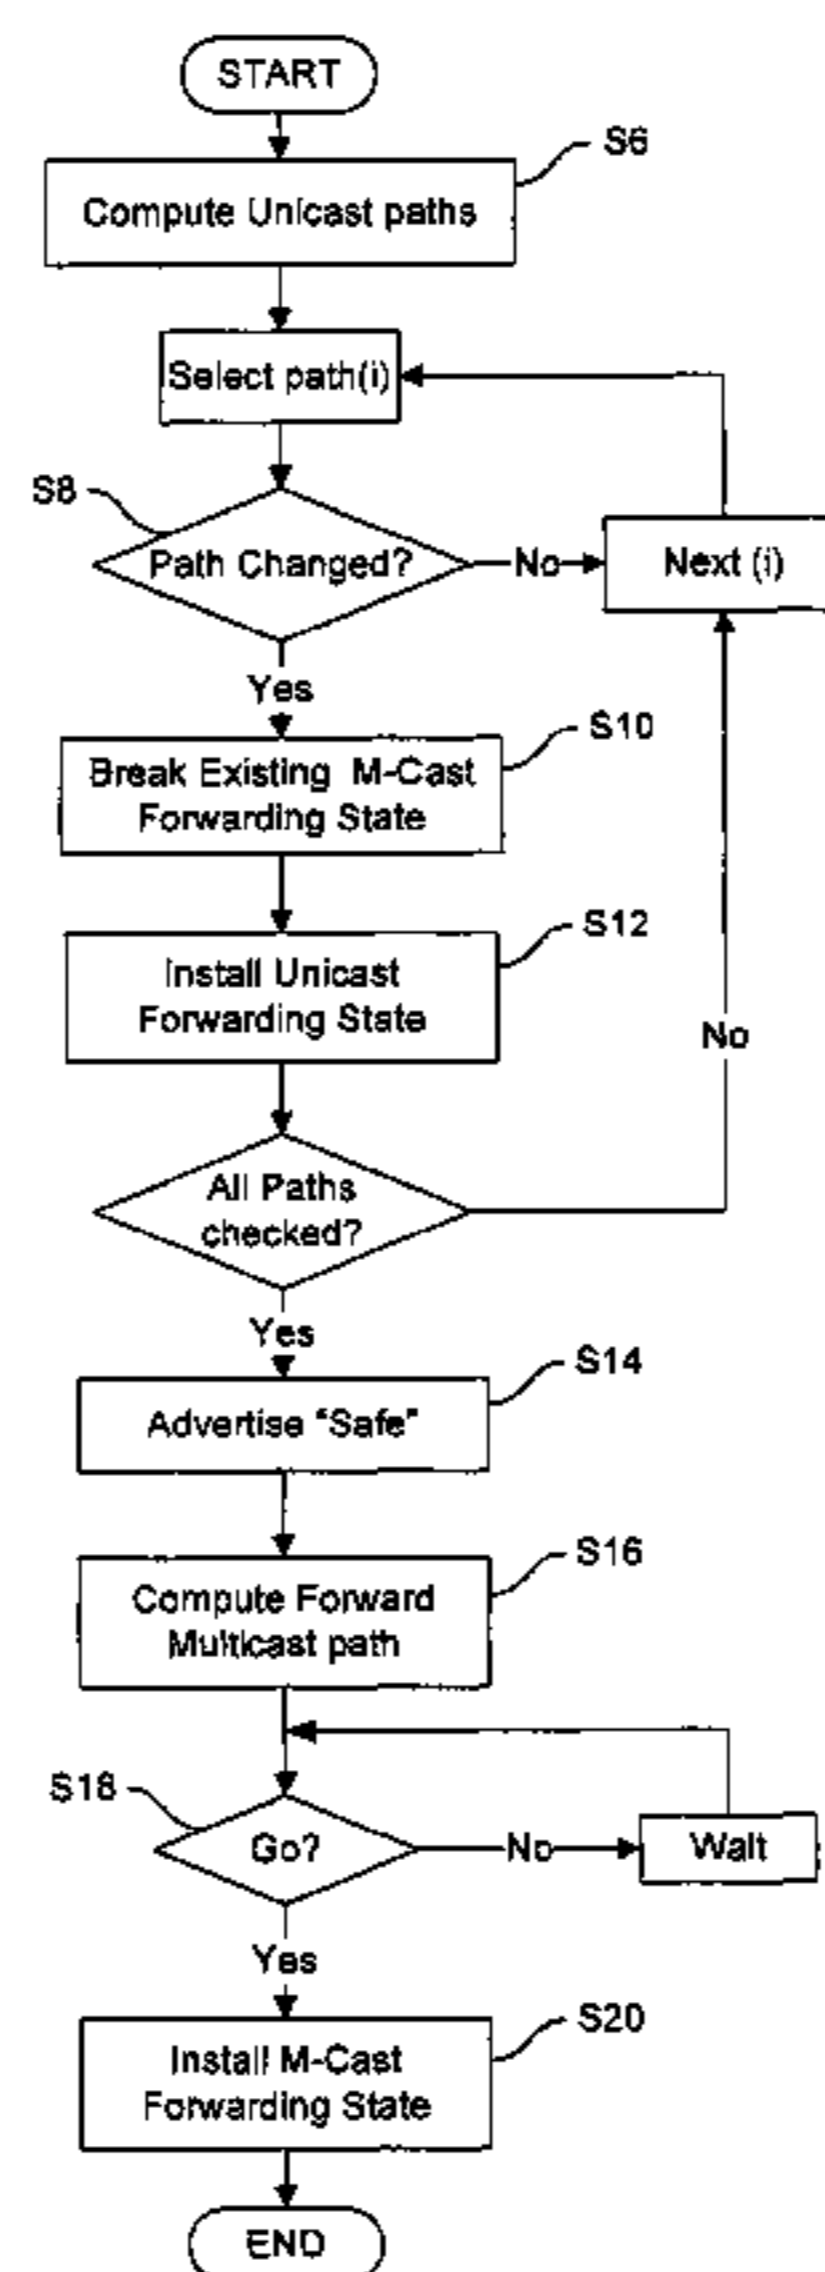 START
S6
Compute Unicast paths
Select path(i)
S8
Path Changed?
No
Next (i)
Yes
S10
Break Existing M-Cast
Forwarding State
S12
Install Unicast
Forwarding State
No
All Paths
checked?
Yes
S14
Advertise “Safe”
S16
Compute Forward
Multicast path
S18
Go?
No
Wait
Yes
S20
Install M-Cast
Forwarding State
END